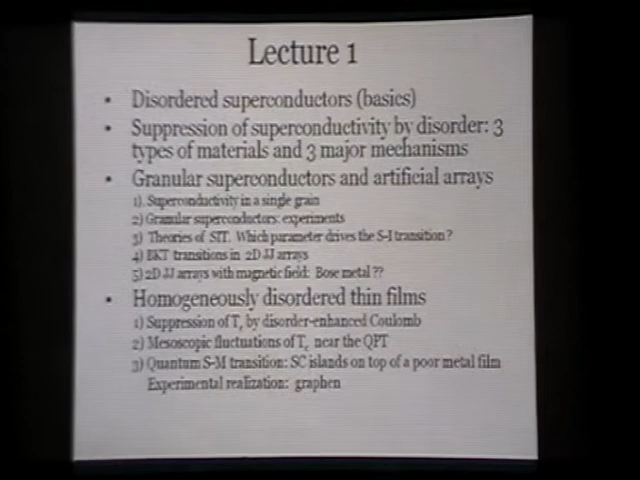 Lecture 1
• Disordered superconductors (basics)
• Suppression of superconductivity by disorder: 3
types of materials and 3 major mechanisms
• Granular superconductors and artificial arrays
1). Superconductivity in a single grain
2) Granular superconductors: experiments
3) Theories of SIT. Which parameter drives the S-I transition?
4) BKT transitions in 2D JJ arrays
5) 2D JJ arrays with magnetic field: Bose metal ??
• Homogeneously disordered thin films
1) Suppression of Tc by disorder-enhanced Coulomb
2) Mesoscopic fluctuations of Tc near the QPT
3) Quantum S-M transition: SC islands on top of a poor metal film
Experimental realization: graphen